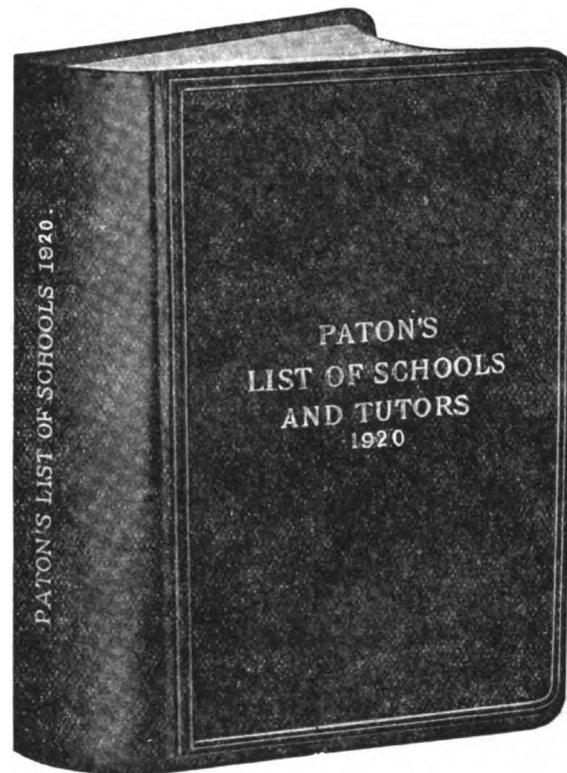 PATON'S LIST OF SCHOOLS 1920.
PATON'S
LIST OF SCHOOLS
AND TUTORS
1920